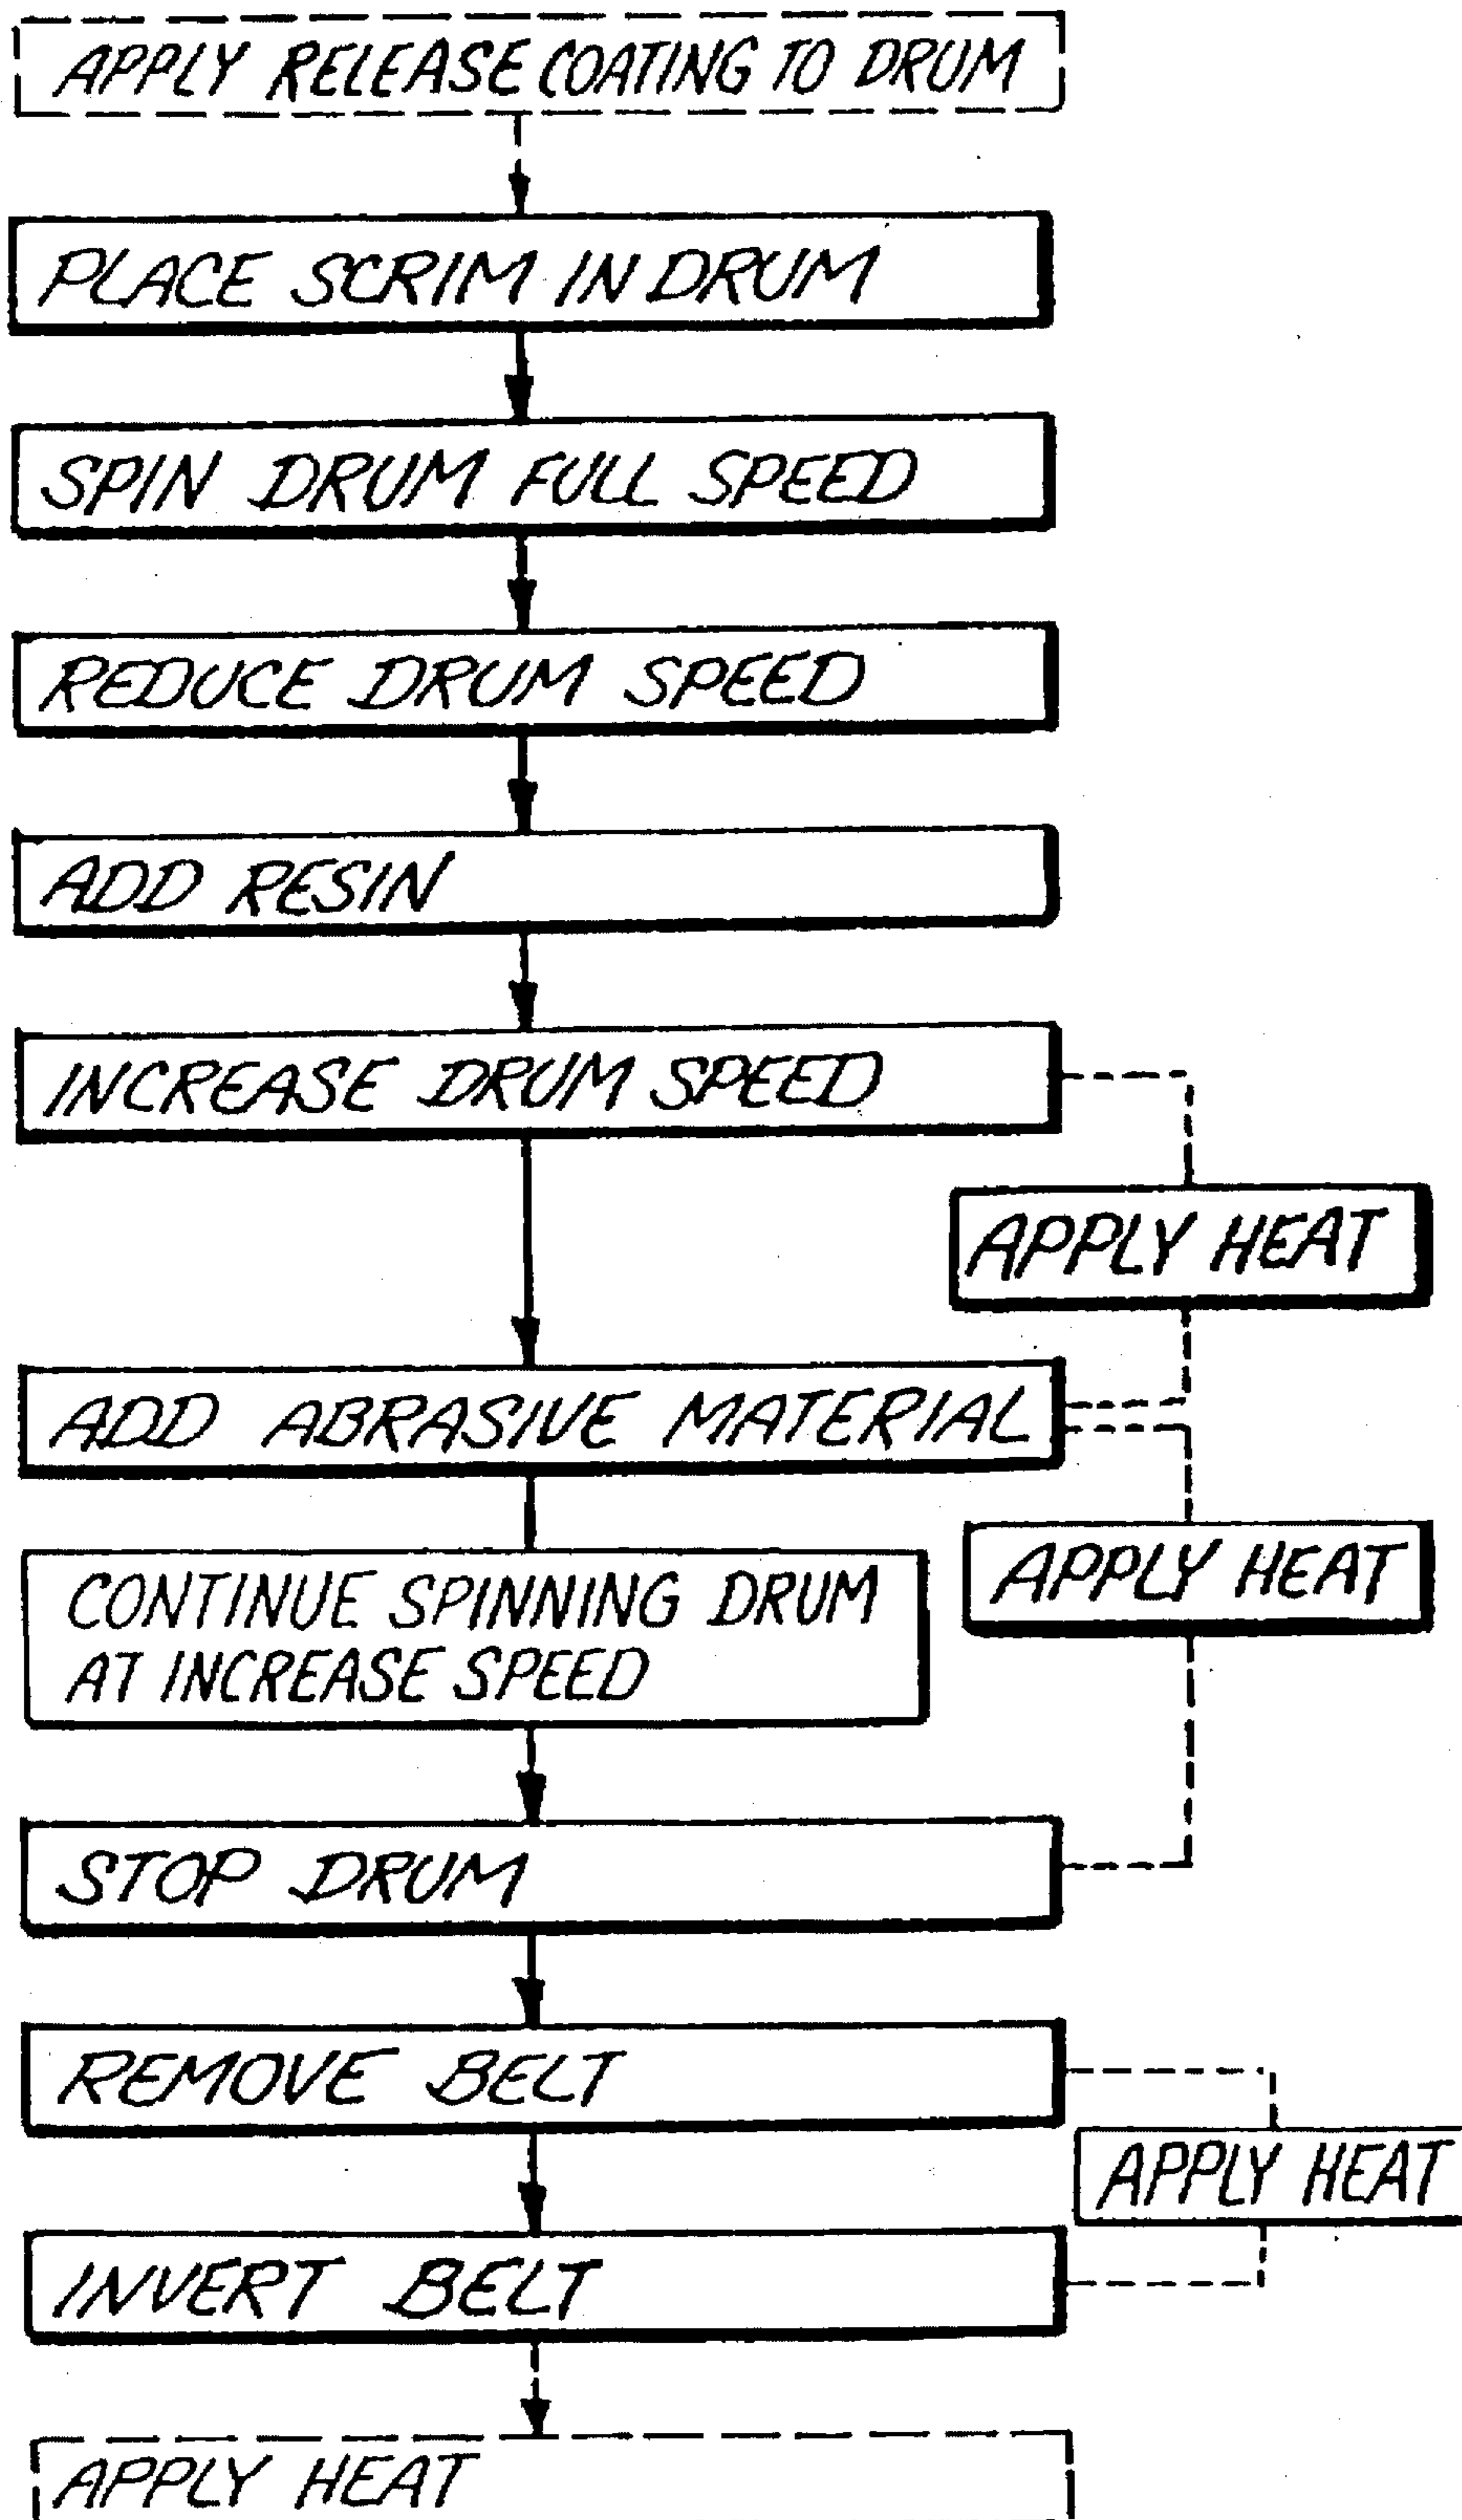 APPLY RELEASE COATING TO DRUM
PLACE SCRIM IN DRUM
SPIN DRUM FULL SPEED
REDUCE DRUM SPEED
ADD RESIN
INCREASE DRUM SPEED
APPLY HEAT
ADD ABRASIVE MATERIAL
CONTINUE SPINNING DRUM
AT INCREASE SPEED
APPLY HEAT
STOP DRUM
REMOVE BELT
APPLY HEAT
INVERT BELT
APPLY HEAT